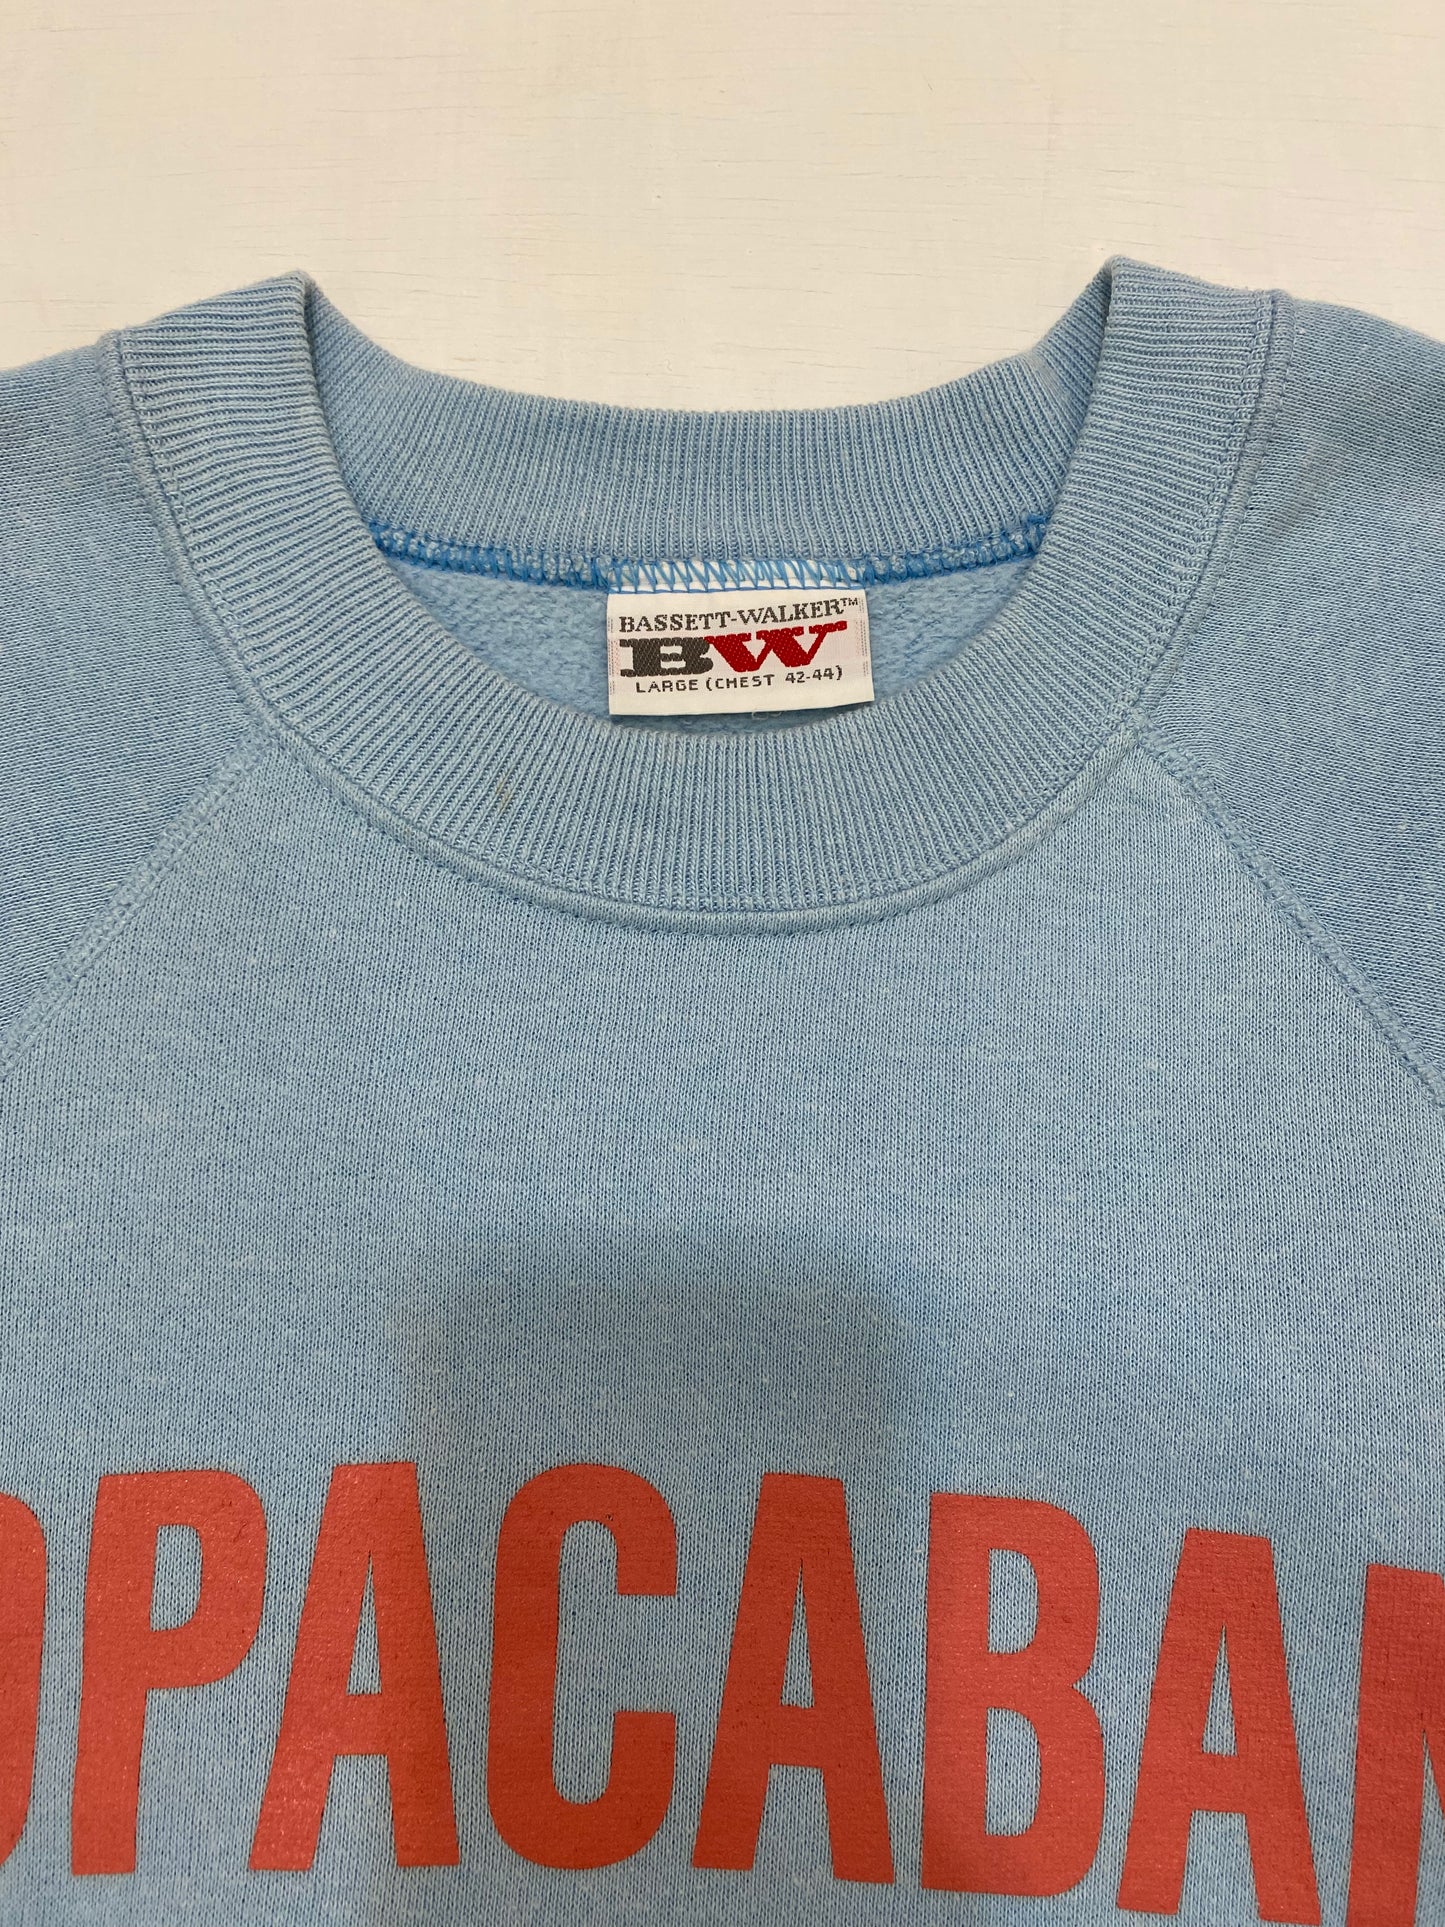 BASSETT-WALKER™
BW
LARGE (CHEST 42-44)
OPACABAN